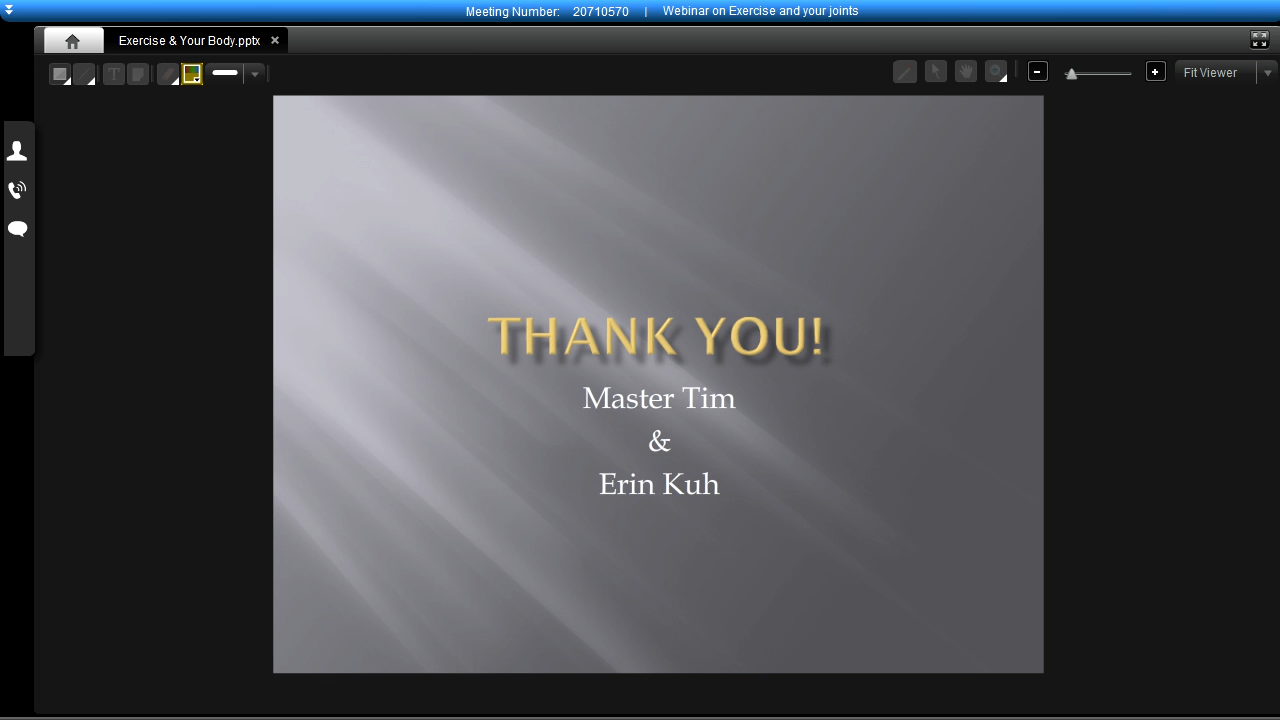 Meeting Number: 20710570 | Webinar on Exercise and your joints
Exercise & Your Body.pptx
T
Fit Viewer
THANK YOU!
Master Tim
&
Erin Kuh